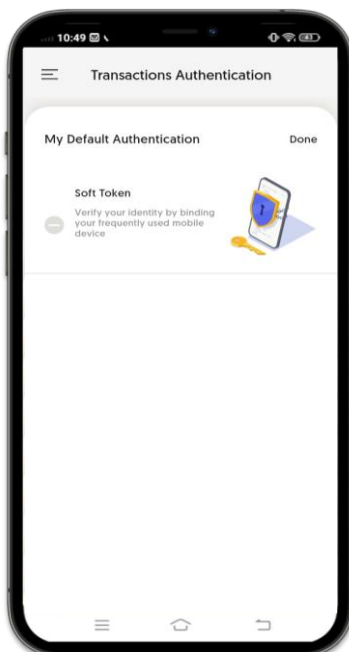 10:49
Transactions Authentication
My Default Authentication Done
Soft Token
Verify your identity by binding
your frequently used mobile
device